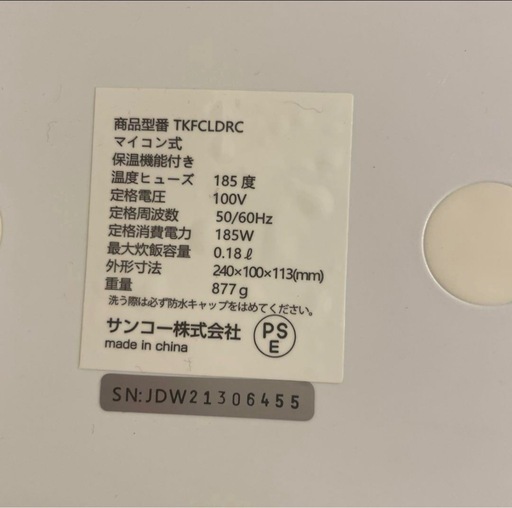 商品型番 TKFCLDRC
マイコン式
保温機能付き
温度ヒューズ 185 度
定格電圧 100V
定格周波数 50/60Hz
定格消費電力 185W
最大炊飯容量 0.18ℓ
外形寸法 240×100×113(mm)
重量 877g
洗う際は必ず防水キャップをはめてください。
サンコー株式会社 PSE
made in china
SN:JDW21306455